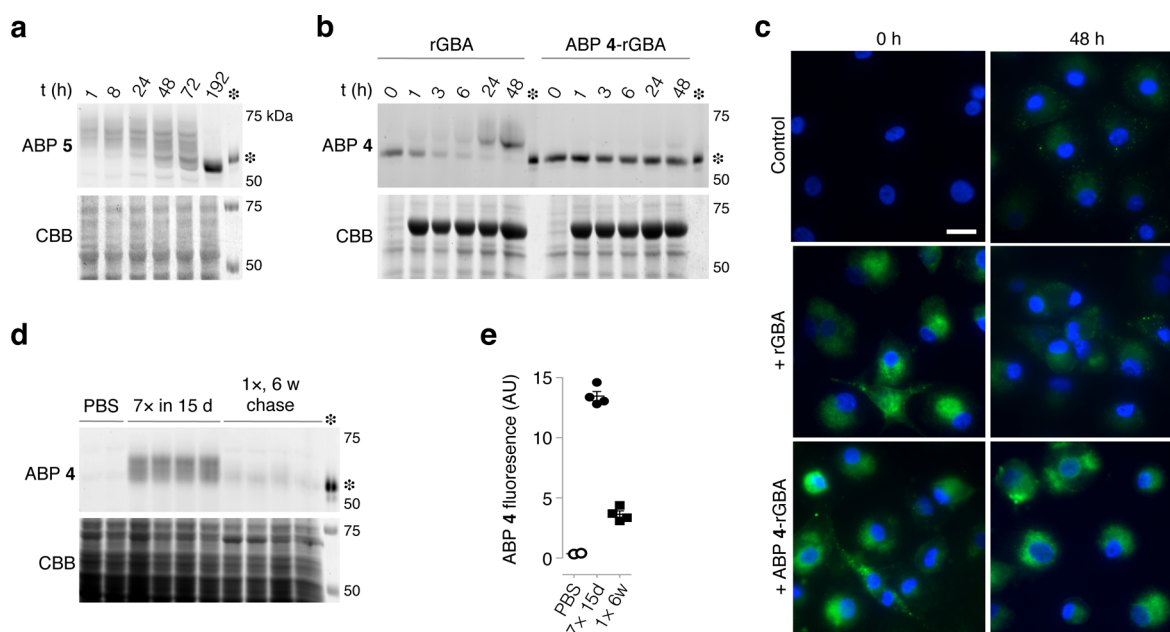 a
t (h) 1 8 24 48 72 192 *
75 kDa
ABP 5
*
50
75
CBB
50
b
rGBA ABP 4-rGBA
t (h) 0 1 3 6 24 48 * 0 1 3 6 24 48 *
75
ABP 4
*
50
75
CBB
50
c
0 h 48 h
Control
+ rGBA
+ ABP 4-rGBA
d
PBS 7× in 15 d 1×, 6 w
chase
*
75
ABP 4
*
50
75
CBB
50
e
ABP 4 fluorescence (AU)
15
10
5
0
PBS
7× 15d
1× 6w